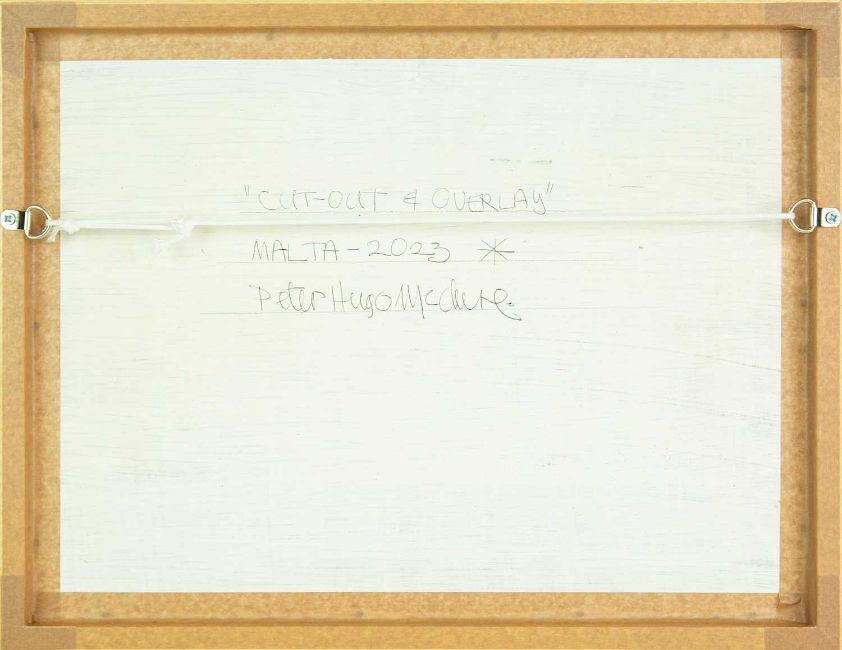 "CUT-OUT & OVERLAY"
MALTA - 2023 *
Peter Hugo McClure